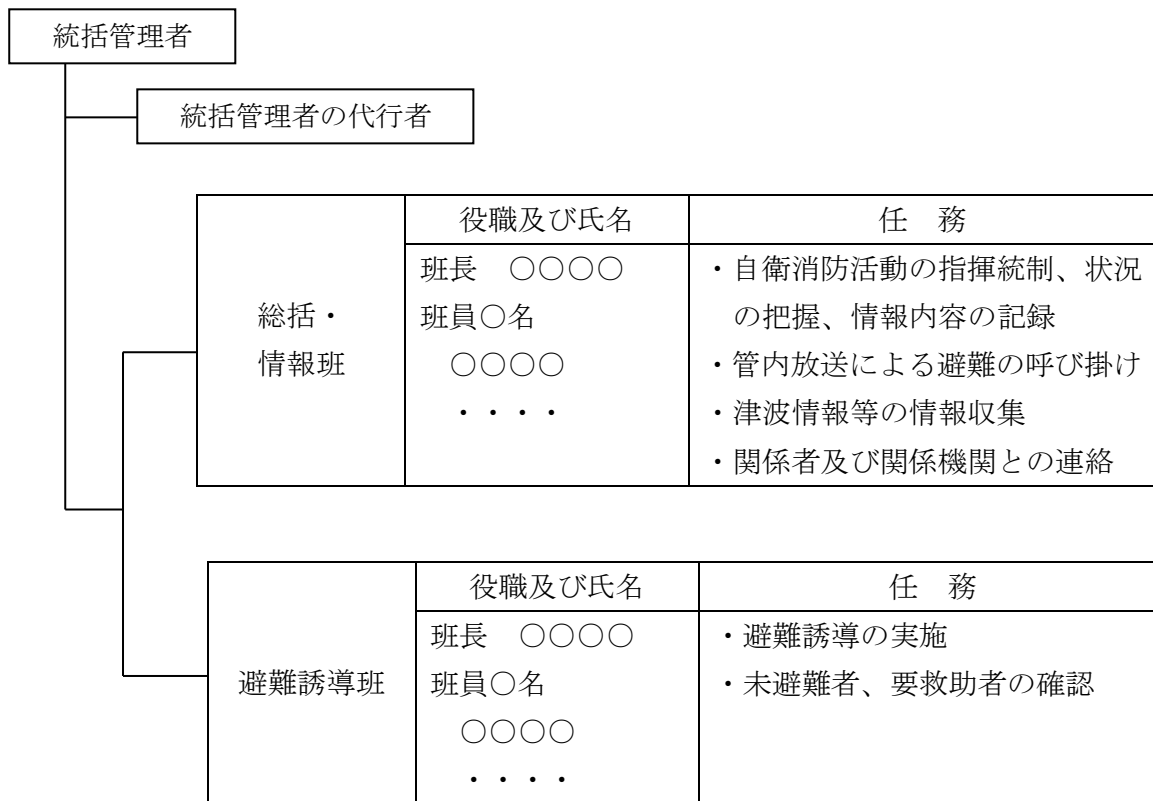 統括管理者
統括管理者の代行者
役職及び氏名
任　務
総括・
情報班
班長　○○○○
班員○名
○○○○
・・・・
・自衛消防活動の指揮統制、状況
の把握、情報内容の記録
・管内放送による避難の呼び掛け
・津波情報等の情報収集
・関係者及び関係機関との連絡
役職及び氏名
任　務
避難誘導班
班長　○○○○
班員○名
○○○○
・・・・
・避難誘導の実施
・未避難者、要救助者の確認